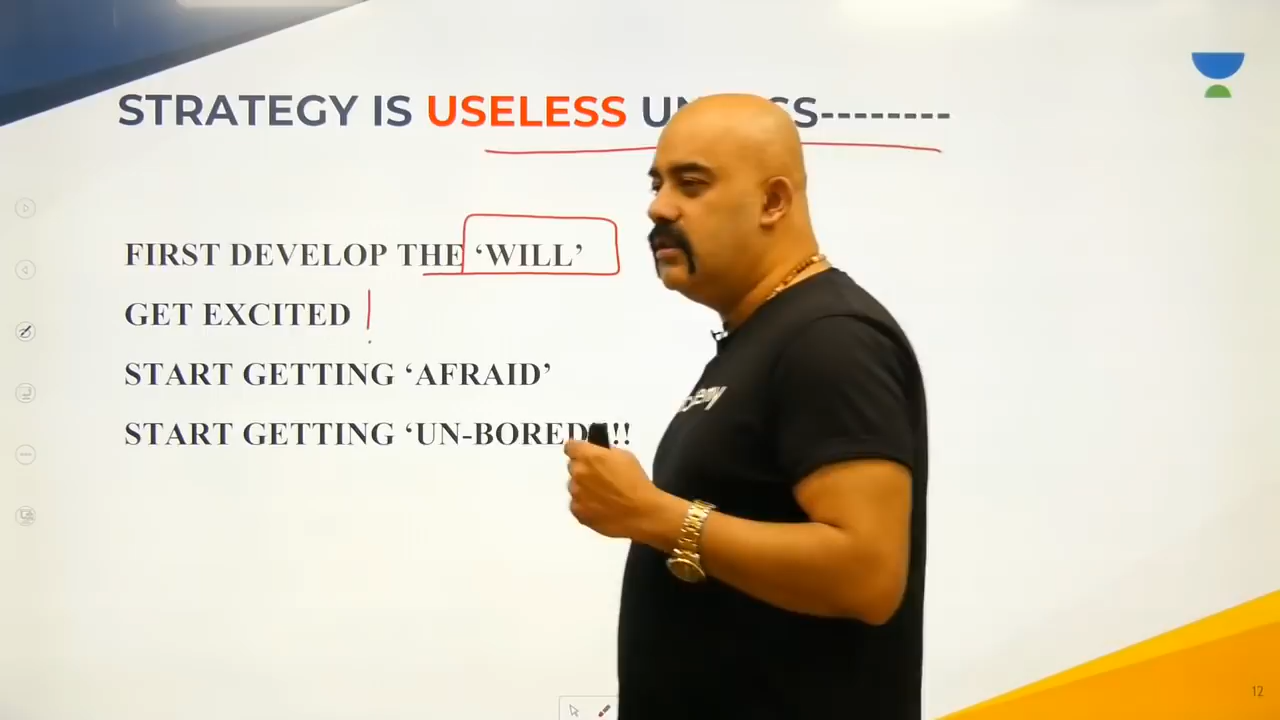 STRATEGY IS USELESS --------
FIRST DEVELOP THE ‘WILL’
GET EXCITED
START GETTING ‘AFRAID’
START GETTING ‘UN-BORED !!
12